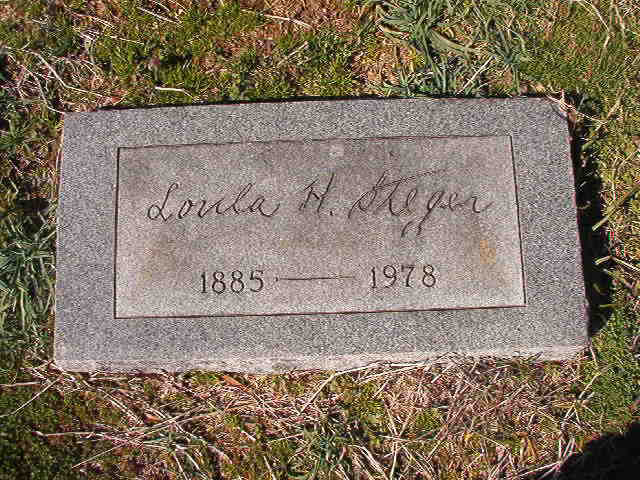 Loula H. Steger
1885 — 1978